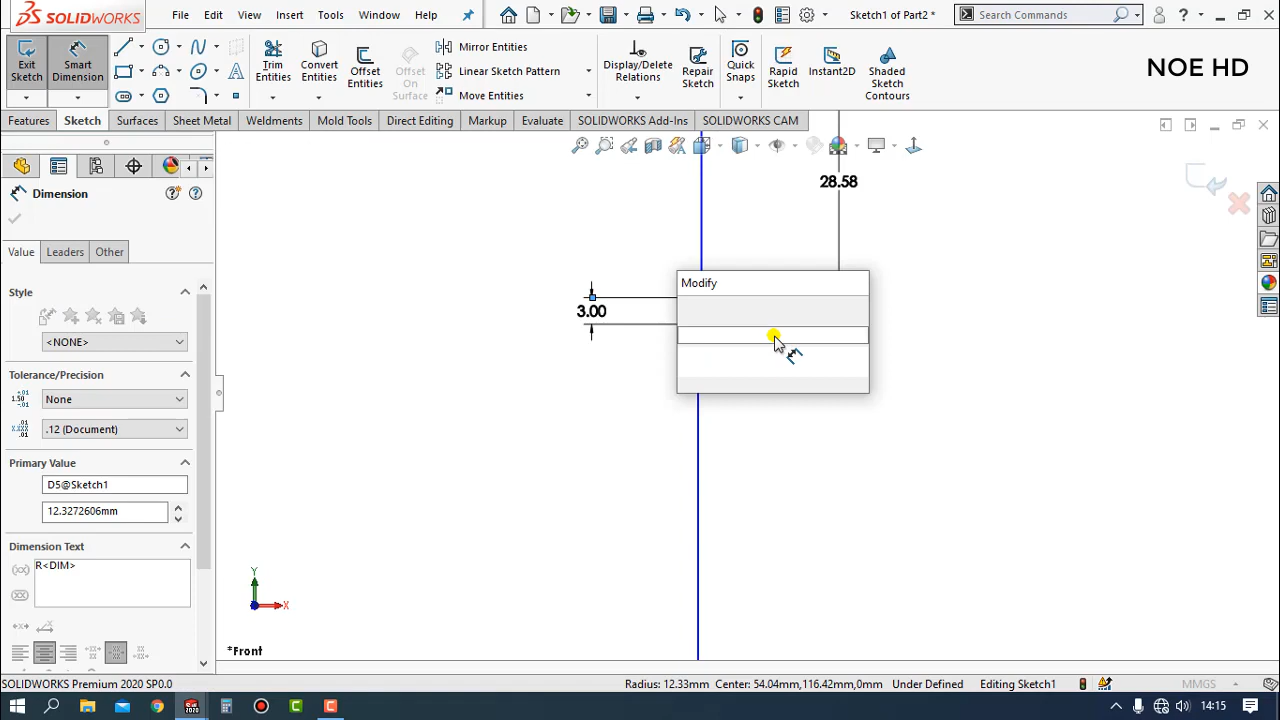 SOLIDWORKS
File
Edit
View
Insert
Tools
Window
Help
Sketch1 of Part2 *
Search Commands
Exit Sketch
Smart Dimension
Trim Entities
Convert Entities
Offset Entities
Offset On Surface
Mirror Entities
Linear Sketch Pattern
Move Entities
Display/Delete Relations
Repair Sketch
Quick Snaps
Rapid Sketch
Instant2D
Shaded Sketch Contours
NOE HD
Features
Sketch
Surfaces
Sheet Metal
Weldments
Mold Tools
Direct Editing
Markup
Evaluate
SOLIDWORKS Add-Ins
SOLIDWORKS CAM
Dimension
Value
Leaders
Other
Style
<NONE>
Tolerance/Precision
None
.12 (Document)
Primary Value
D5@Sketch1
12.3272606mm
Dimension Text
R<DIM>
28.58
3.00
Modify
Y
X
*Front
SOLIDWORKS Premium 2020 SP0.0
Radius: 12.33mm
Center: 54.04mm,116.42mm,0mm
Under Defined
Editing Sketch1
MMGS
14:15